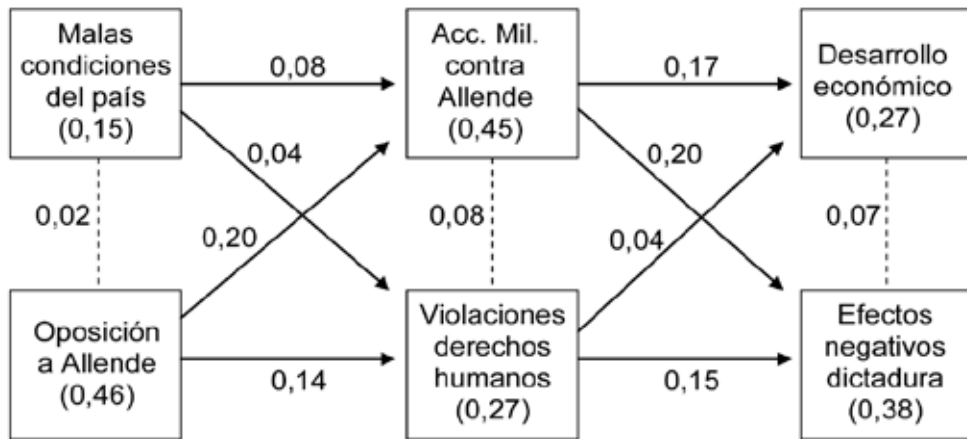 Malas
condiciones
del país
(0,15)
0,08
Acc. Mil.
contra
Allende
(0,45)
0,17
Desarrollo
económico
(0,27)
0,04
0,20
0,02
0,20
0,08
0,04
0,07
Oposición
a Allende
(0,46)
0,14
Violaciones
derechos
humanos
(0,27)
0,15
Efectos
negativos
dictadura
(0,38)